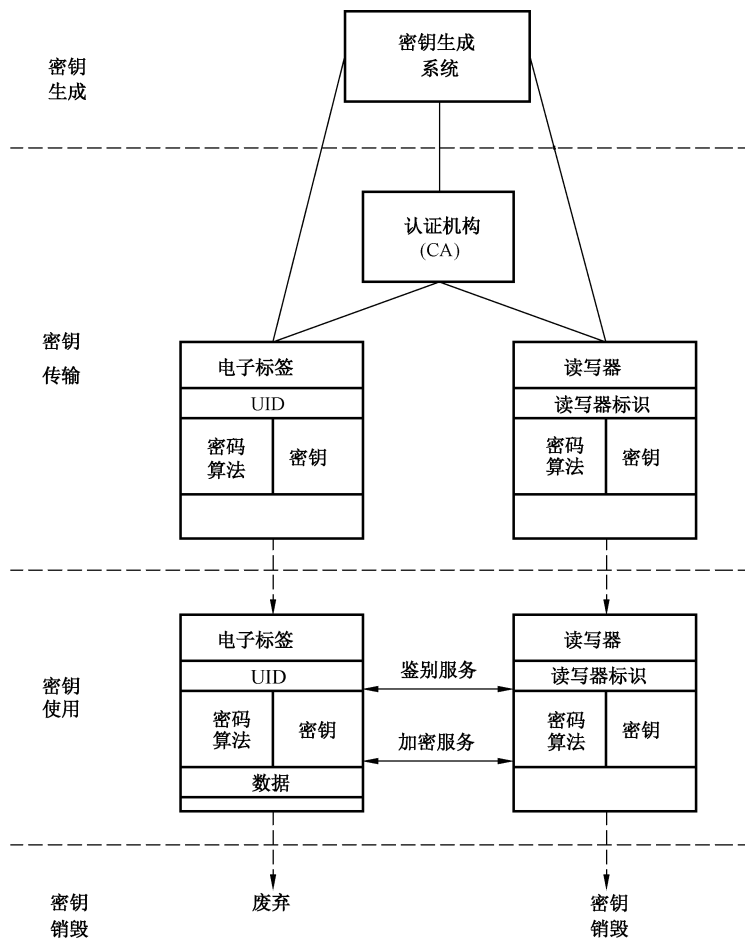 密钥生成
系统
密钥
生成
认证机构
(CA)
密钥
传输
电子标签
UID
密码
算法
密钥
读写器
读写器标识
密码
算法
密钥
密钥
使用
电子标签
UID
密码
算法
密钥
数据
鉴别服务
加密服务
读写器
读写器标识
密码
算法
密钥
密钥
销毁
废弃
密钥
销毁